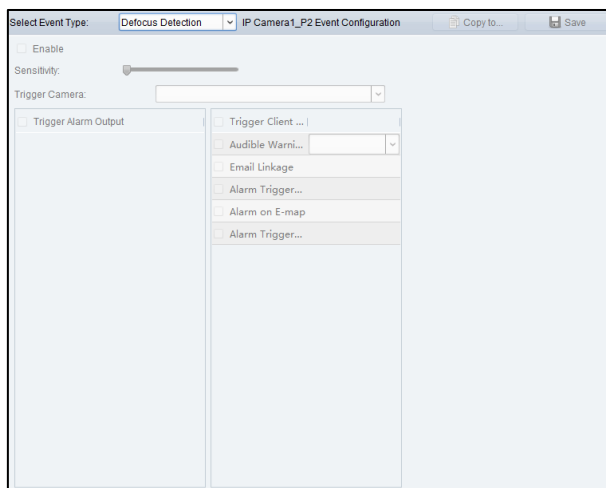 Select Event Type: Defocus Detection IP Camera1_P2 Event Configuration Copy to... Save
Enable
Sensitivity:
Trigger Camera:
Trigger Alarm Output Trigger Client ...
Audible Warni...
Email Linkage
Alarm Trigger...
Alarm on E-map
Alarm Trigger...